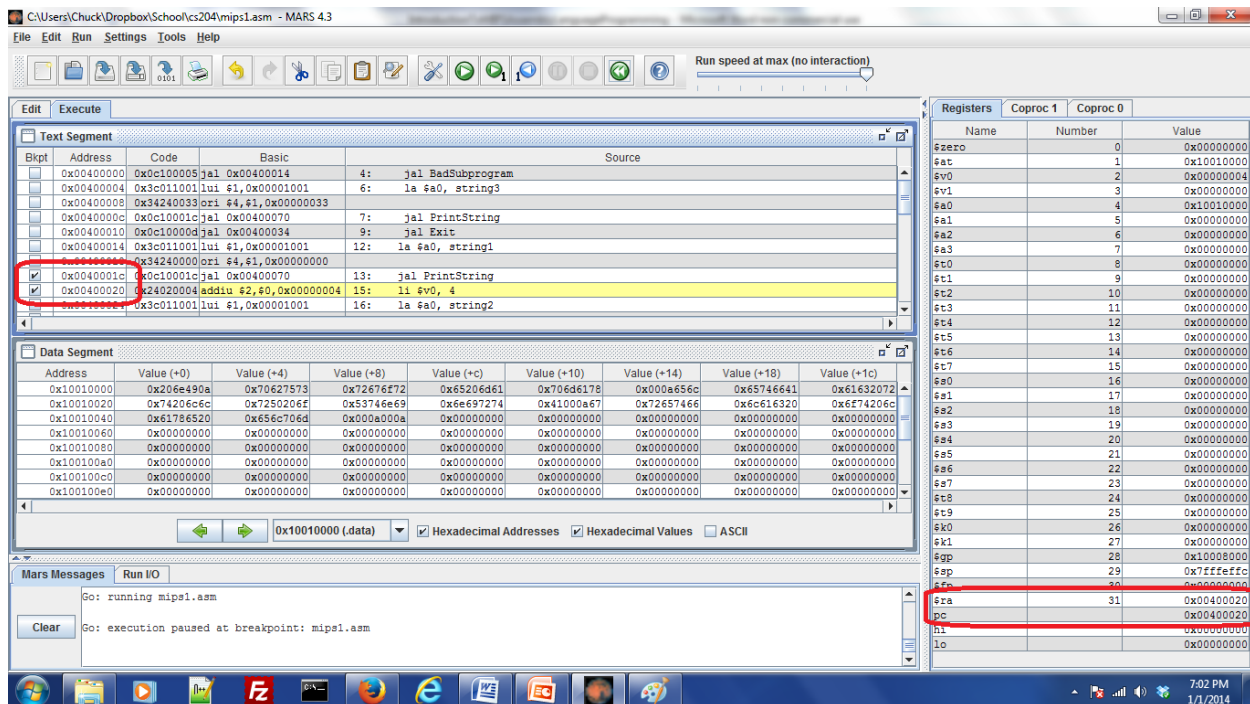 C:\Users\Chuck\Dropbox\School\cs204\mips1.asm - MARS 4.3
File Edit Run Settings Tools Help
Run speed at max (no interaction)
Edit Execute
Text Segment
Bkpt Address Code Basic Source
0x00400000 0x0c100005 jal 0x00400014 4: jal BadSubprogram
0x00400004 0x3c011001 lui $1,0x00001001 6: la $a0, string3
0x00400008 0x34240033 ori $4,$1,0x00000033
0x0040000c 0x0c10001c jal 0x00400070 7: jal PrintString
0x00400010 0x0c10000d jal 0x00400034 9: jal Exit
0x00400014 0x3c011001 lui $1,0x00001001 12: la $a0, string1
0x34240000 ori $4,$1,0x00000000
0x0040001c 0x0c10001c jal 0x00400070 13: jal PrintString
0x00400020 0x24020004 addiu $2,$0,0x00000004 15: li $v0, 4
0x3c011001 lui $1,0x00001001 16: la $a0, string2
Data Segment
Address Value (+0) Value (+4) Value (+8) Value (+c) Value (+10) Value (+14) Value (+18) Value (+1c)
0x10010000 0x206e490a 0x70627573 0x72676f72 0x65206d61 0x706d6178 0x000a656c 0x65746641 0x61632072
0x10010020 0x74206c6c 0x7250206f 0x53746e69 0x6e697274 0x41000a67 0x72657466 0x6c616320 0x6f74206c
0x10010040 0x61786520 0x656c706d 0x000a000a 0x00000000 0x00000000 0x00000000 0x00000000 0x00000000
0x10010060 0x00000000 0x00000000 0x00000000 0x00000000 0x00000000 0x00000000 0x00000000 0x00000000
0x10010080 0x00000000 0x00000000 0x00000000 0x00000000 0x00000000 0x00000000 0x00000000 0x00000000
0x100100a0 0x00000000 0x00000000 0x00000000 0x00000000 0x00000000 0x00000000 0x00000000 0x00000000
0x100100c0 0x00000000 0x00000000 0x00000000 0x00000000 0x00000000 0x00000000 0x00000000 0x00000000
0x100100e0 0x00000000 0x00000000 0x00000000 0x00000000 0x00000000 0x00000000 0x00000000 0x00000000
0x10010000 (.data) Hexadecimal Addresses Hexadecimal Values ASCII
Mars Messages Run I/O
Go: running mips1.asm
Clear
Go: execution paused at breakpoint: mips1.asm
Registers Coproc 1 Coproc 0
Name Number Value
$zero 0 0x00000000
$at 1 0x10010000
$v0 2 0x00000004
$v1 3 0x00000000
$a0 4 0x10010000
$a1 5 0x00000000
$a2 6 0x00000000
$a3 7 0x00000000
$t0 8 0x00000000
$t1 9 0x00000000
$t2 10 0x00000000
$t3 11 0x00000000
$t4 12 0x00000000
$t5 13 0x00000000
$t6 14 0x00000000
$t7 15 0x00000000
$s0 16 0x00000000
$s1 17 0x00000000
$s2 18 0x00000000
$s3 19 0x00000000
$s4 20 0x00000000
$s5 21 0x00000000
$s6 22 0x00000000
$s7 23 0x00000000
$t8 24 0x00000000
$t9 25 0x00000000
$k0 26 0x00000000
$k1 27 0x00000000
$gp 28 0x10008000
$sp 29 0x7fffeffc
$fp 30 0x00000000
$ra 31 0x00400020
pc 0x00400020
hi 0x00000000
lo 0x00000000
7:02 PM
1/1/2014